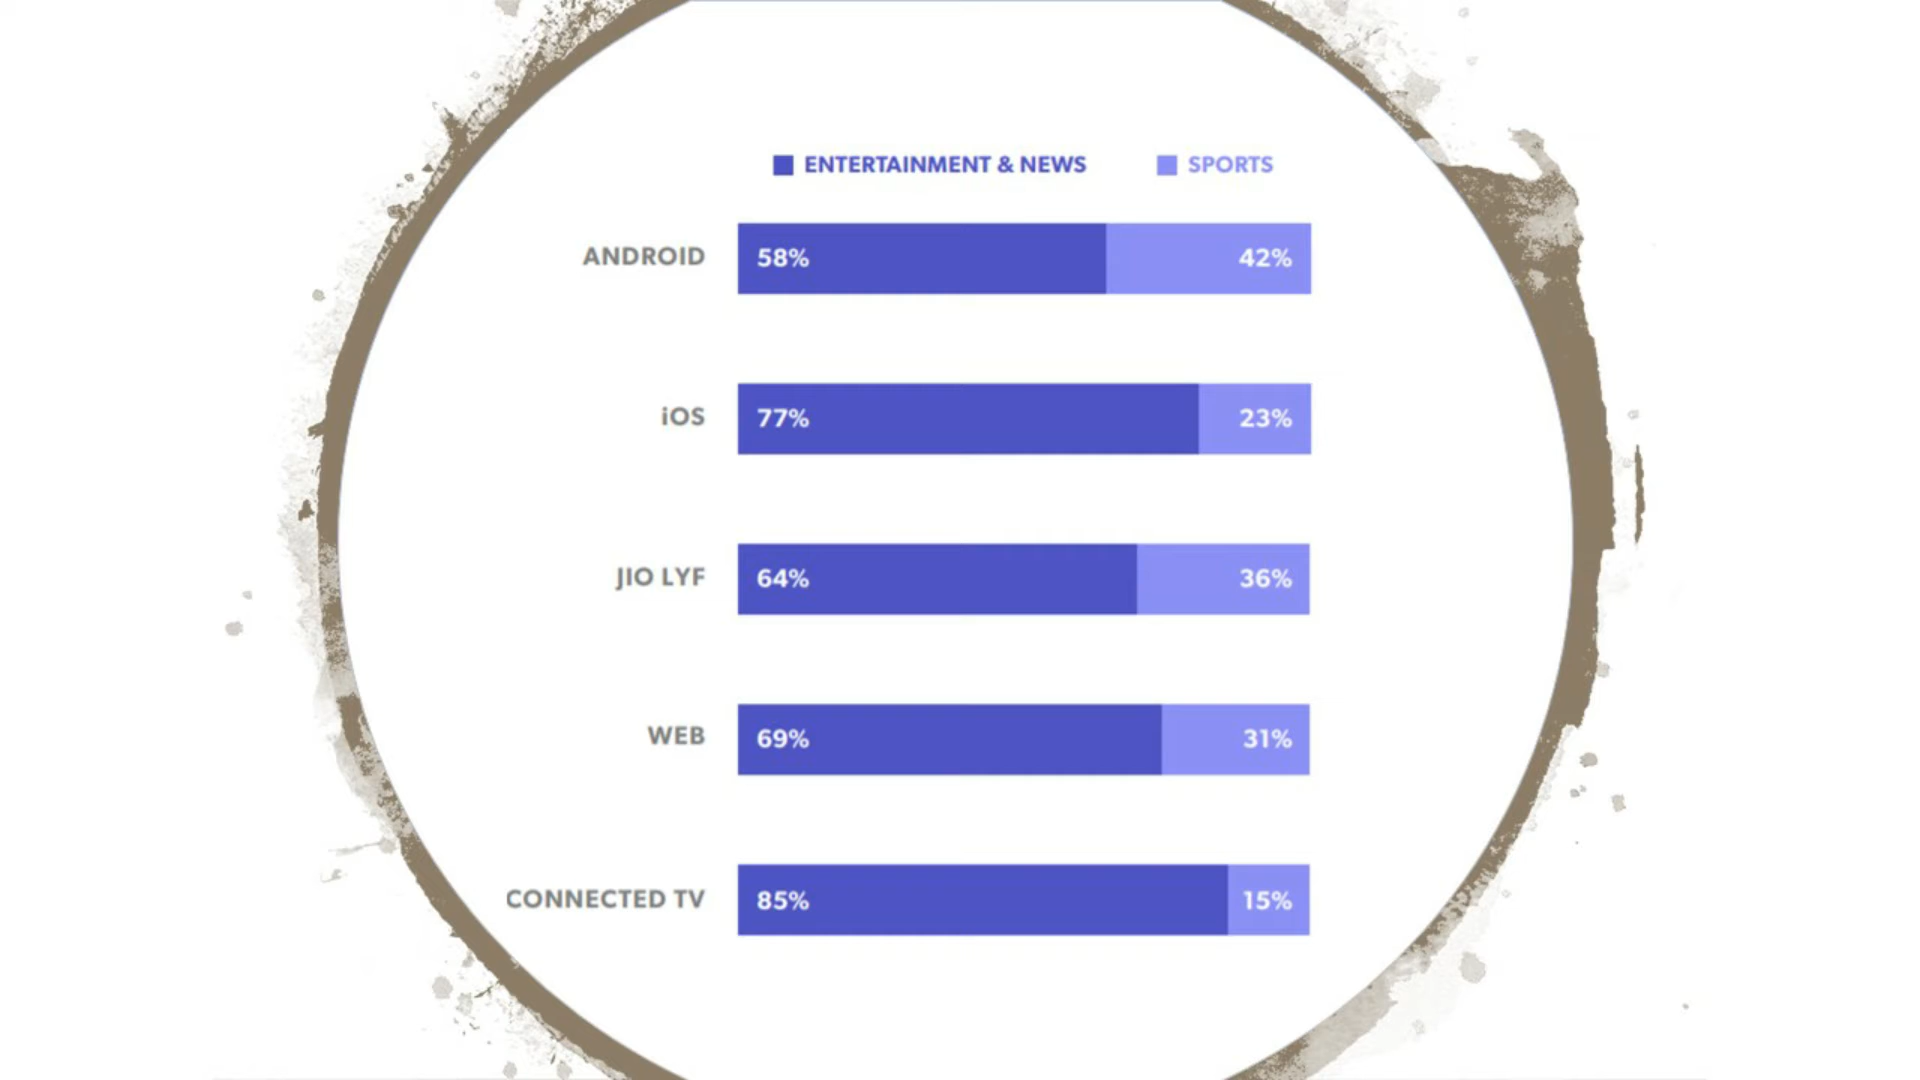 ENTERTAINMENT & NEWS SPORTS
ANDROID 58% 42%
iOS 77% 23%
JIO LYF 64% 36%
WEB 69% 31%
CONNECTED TV 85% 15%